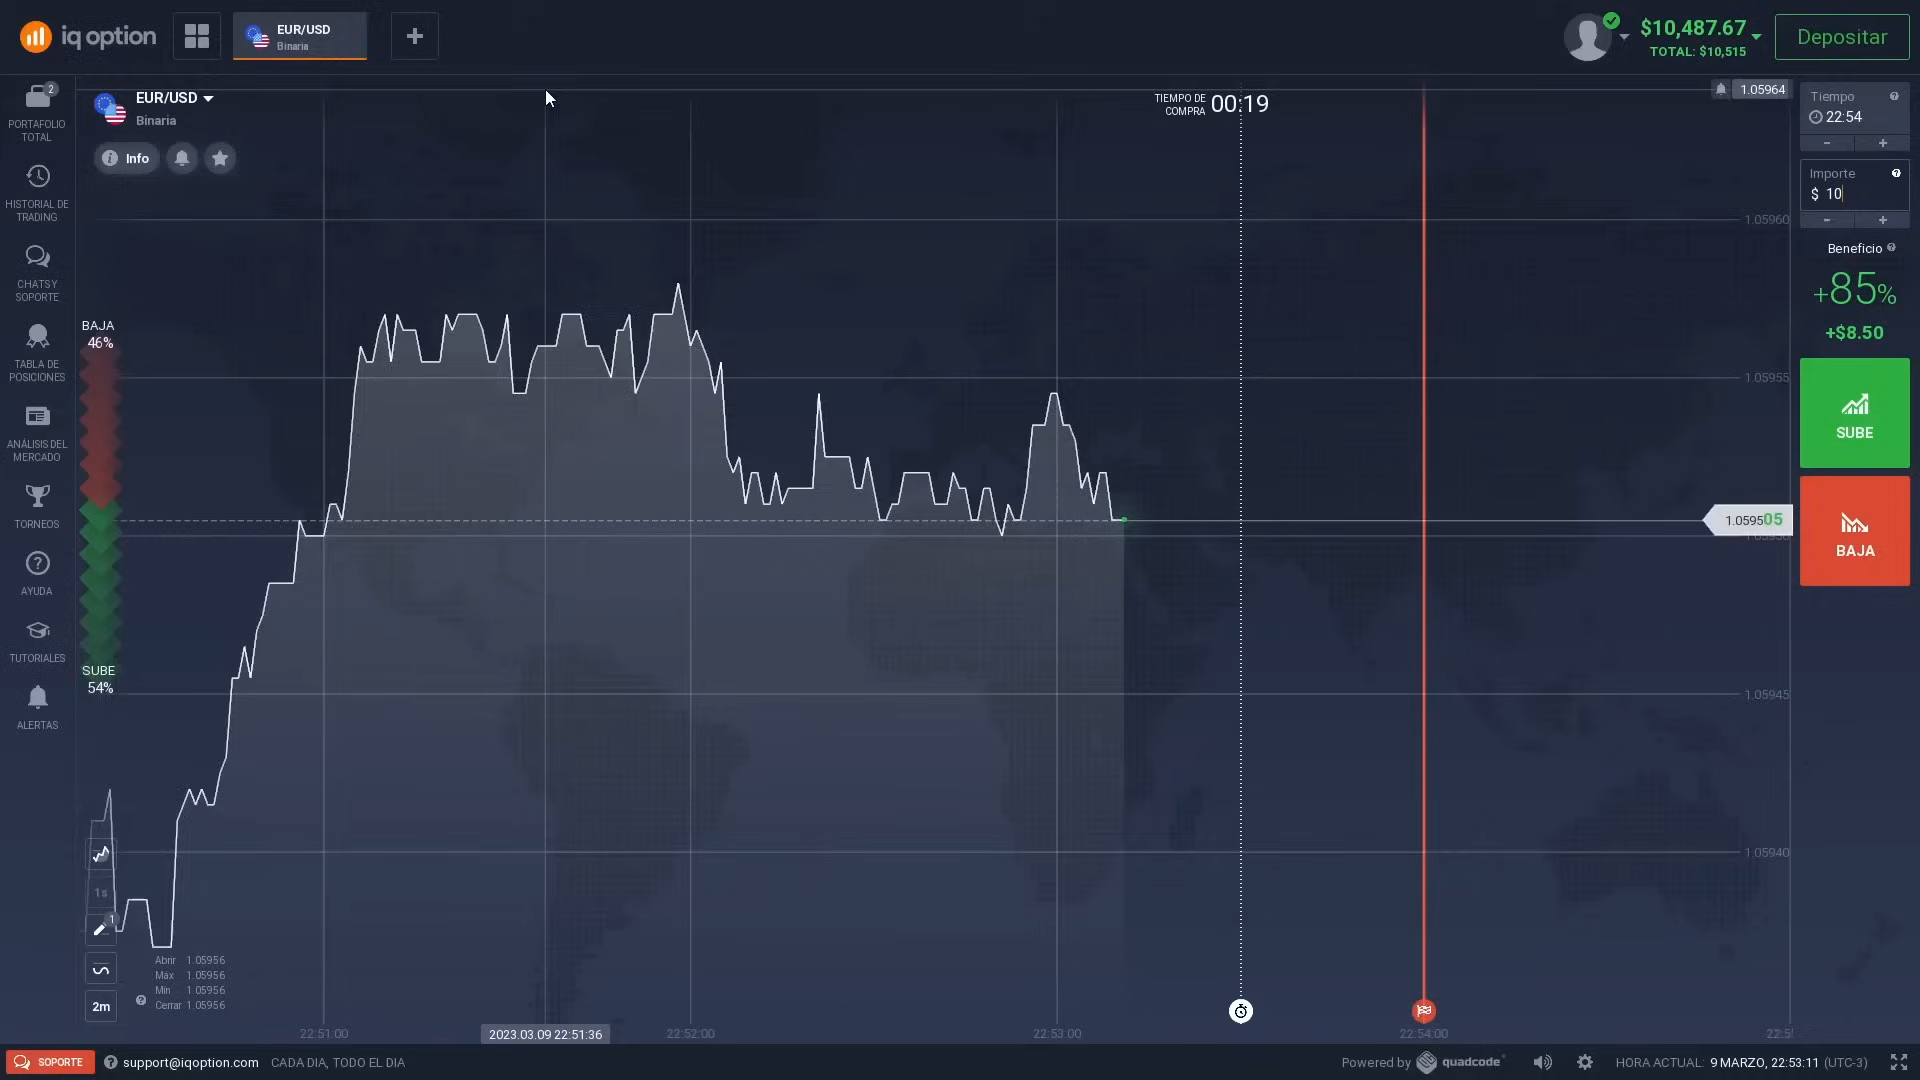 iq option
EUR/USD
Binaria
$10,487.67
TOTAL: $10,515
Depositar
2
PORTAFOLIO
TOTAL
HISTORIAL DE
TRADING
CHATS Y
SOPORTE
TABLA DE
POSICIONES
ANÁLISIS DEL
MERCADO
TORNEOS
AYUDA
TUTORIALES
ALERTAS
EUR/USD
Binaria
Info
BAJA
46%
SUBE
54%
TIEMPO DE
COMPRA
00:19
1.05964
1.05960
1.05955
1.059505
1.05950
1.05945
1.05940
Tiempo
22:54
- +
Importe
$ 10
- +
Beneficio
+85%
+$8.50
SUBE
BAJA
1s
1
2m
Abrir 1.05956
Máx 1.05956
Mín 1.05956
Cerrar 1.05956
22:51:00
2023.03.09 22:51:36
22:52:00
22:53:00
22:54:00
SOPORTE
support@iqoption.com
CADA DIA, TODO EL DIA
Powered by quadcode
HORA ACTUAL: 9 MARZO, 22:53:11 (UTC-3)